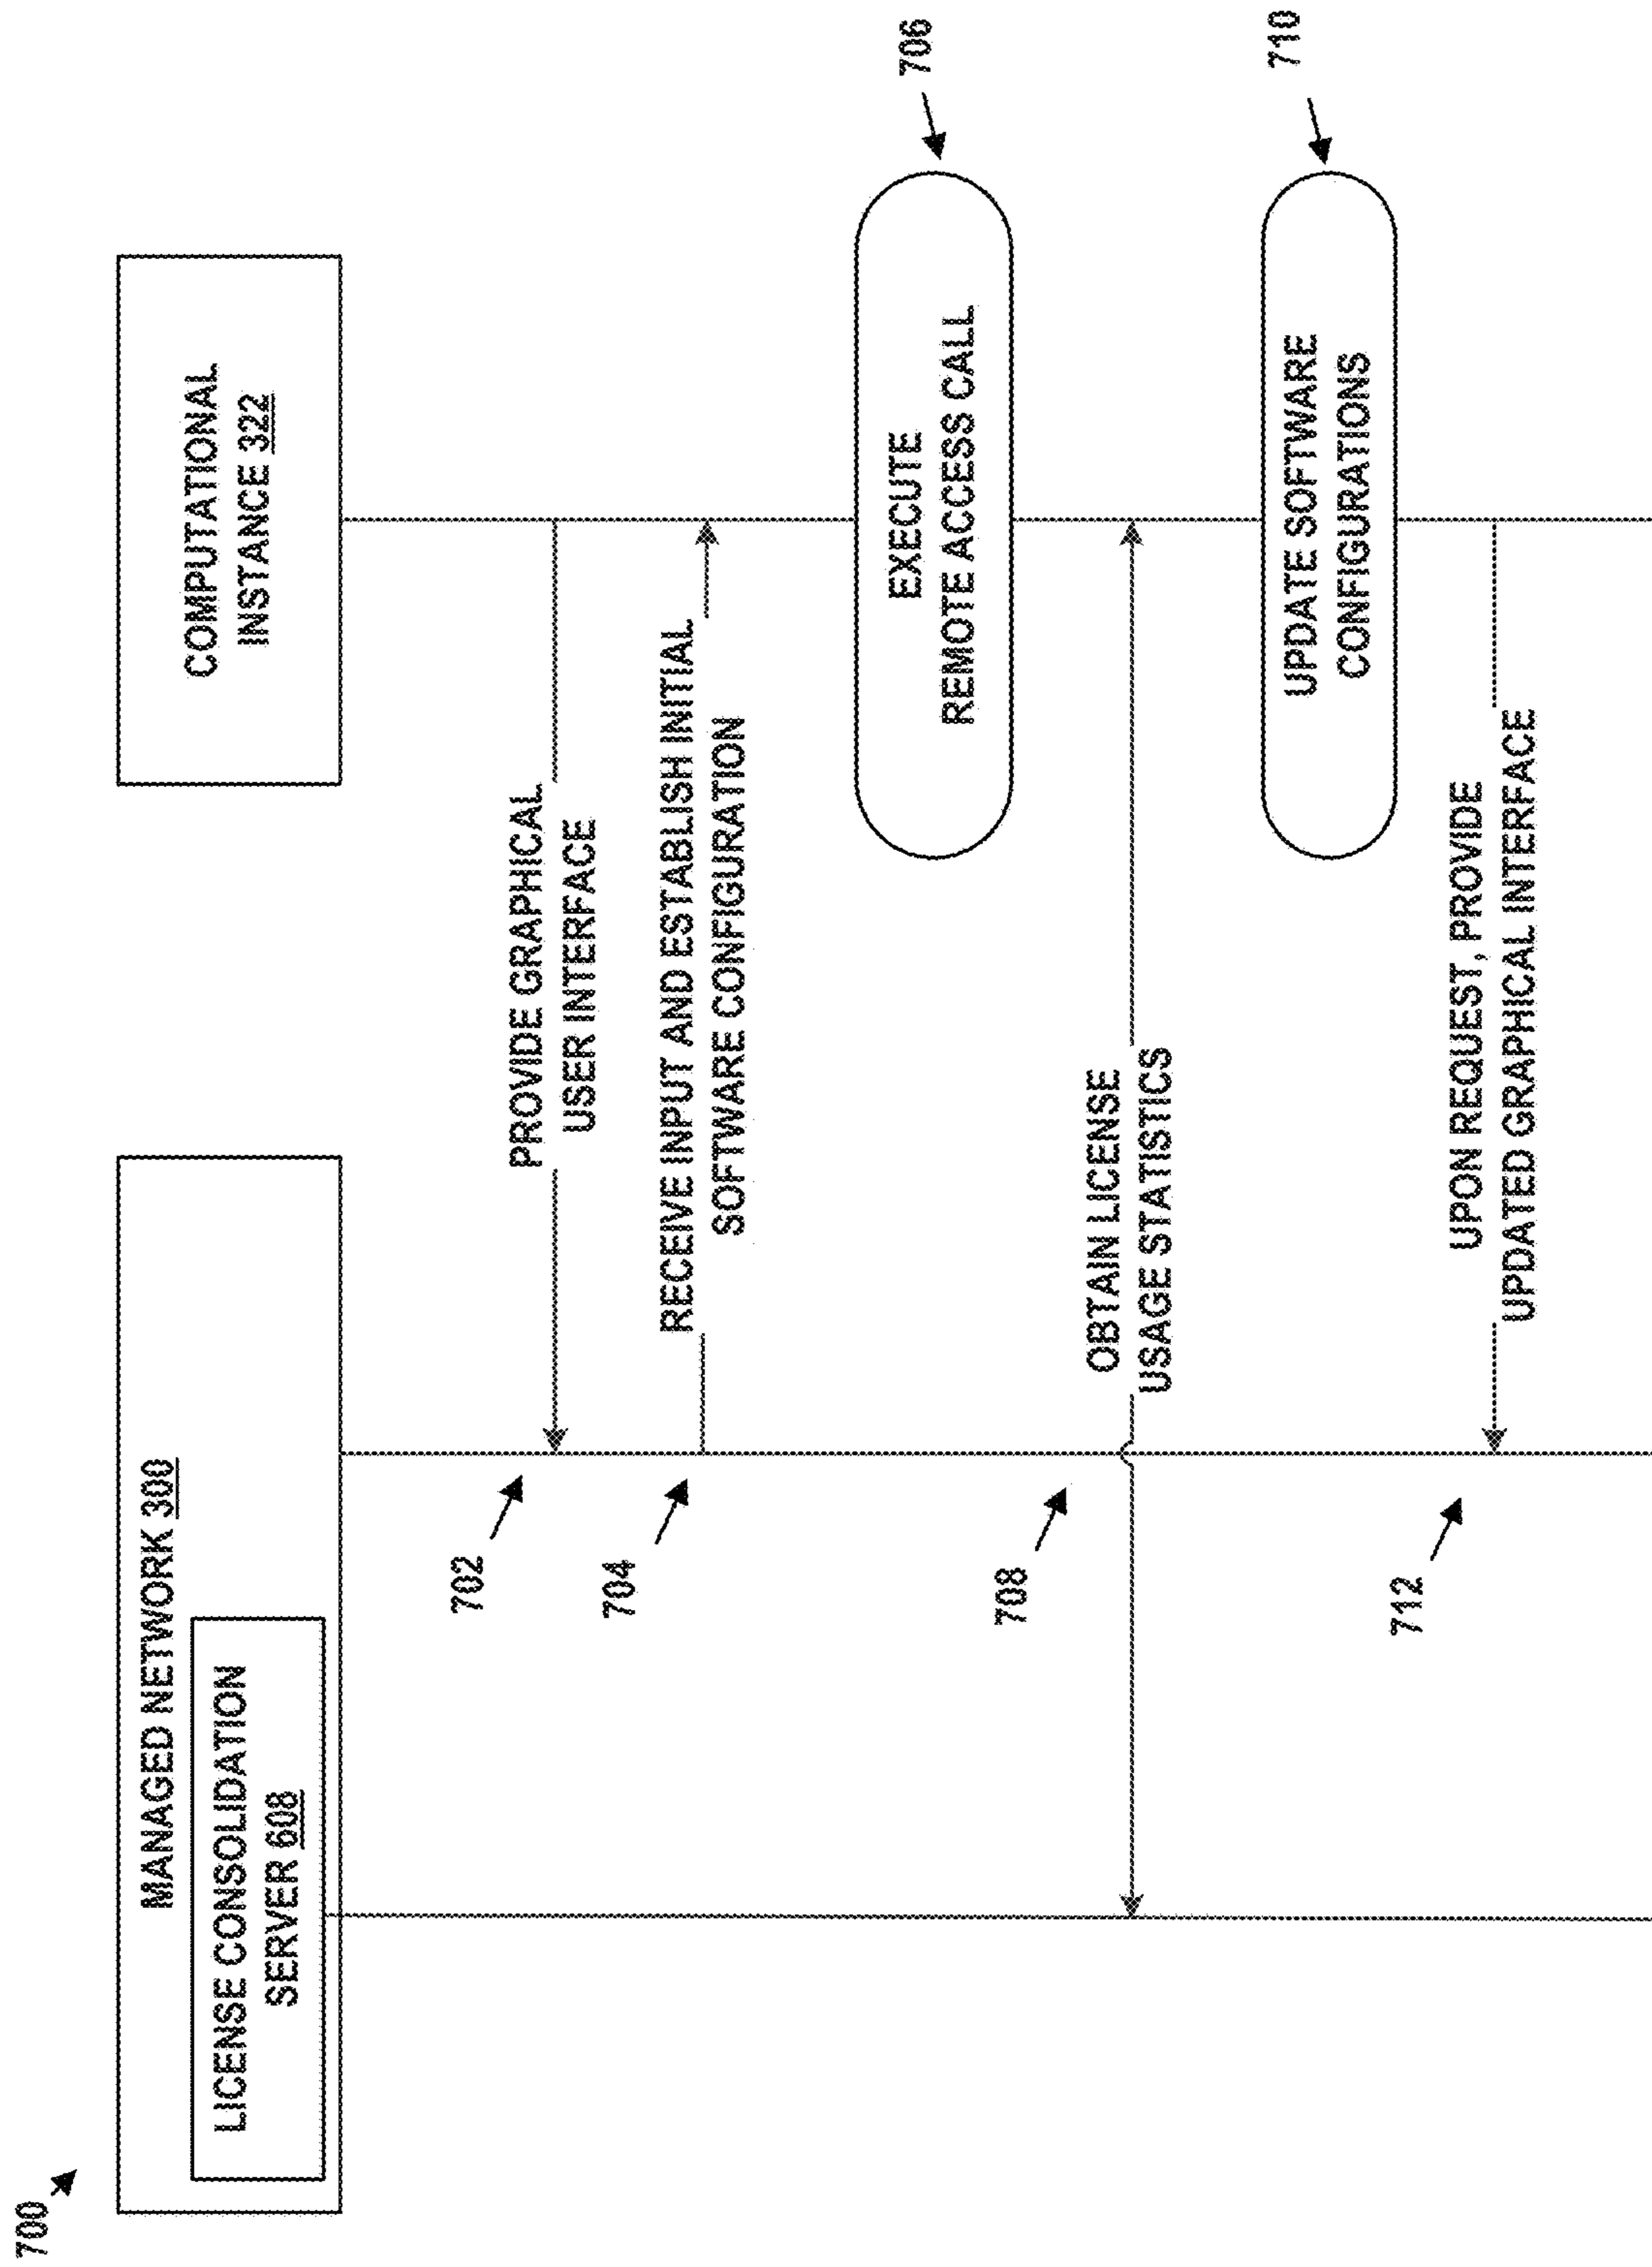 700
MANAGED NETWORK 300
LICENSE CONSOLIDATION
SERVER 608
COMPUTATIONAL
INSTANCE 322
702
PROVIDE GRAPHICAL
USER INTERFACE
704
RECEIVE INPUT AND ESTABLISH INITIAL
SOFTWARE CONFIGURATION
EXECUTE
REMOTE ACCESS CALL
706
708
OBTAIN LICENSE
USAGE STATISTICS
UPDATE SOFTWARE
CONFIGURATIONS
710
712
UPON REQUEST, PROVIDE
UPDATED GRAPHICAL INTERFACE